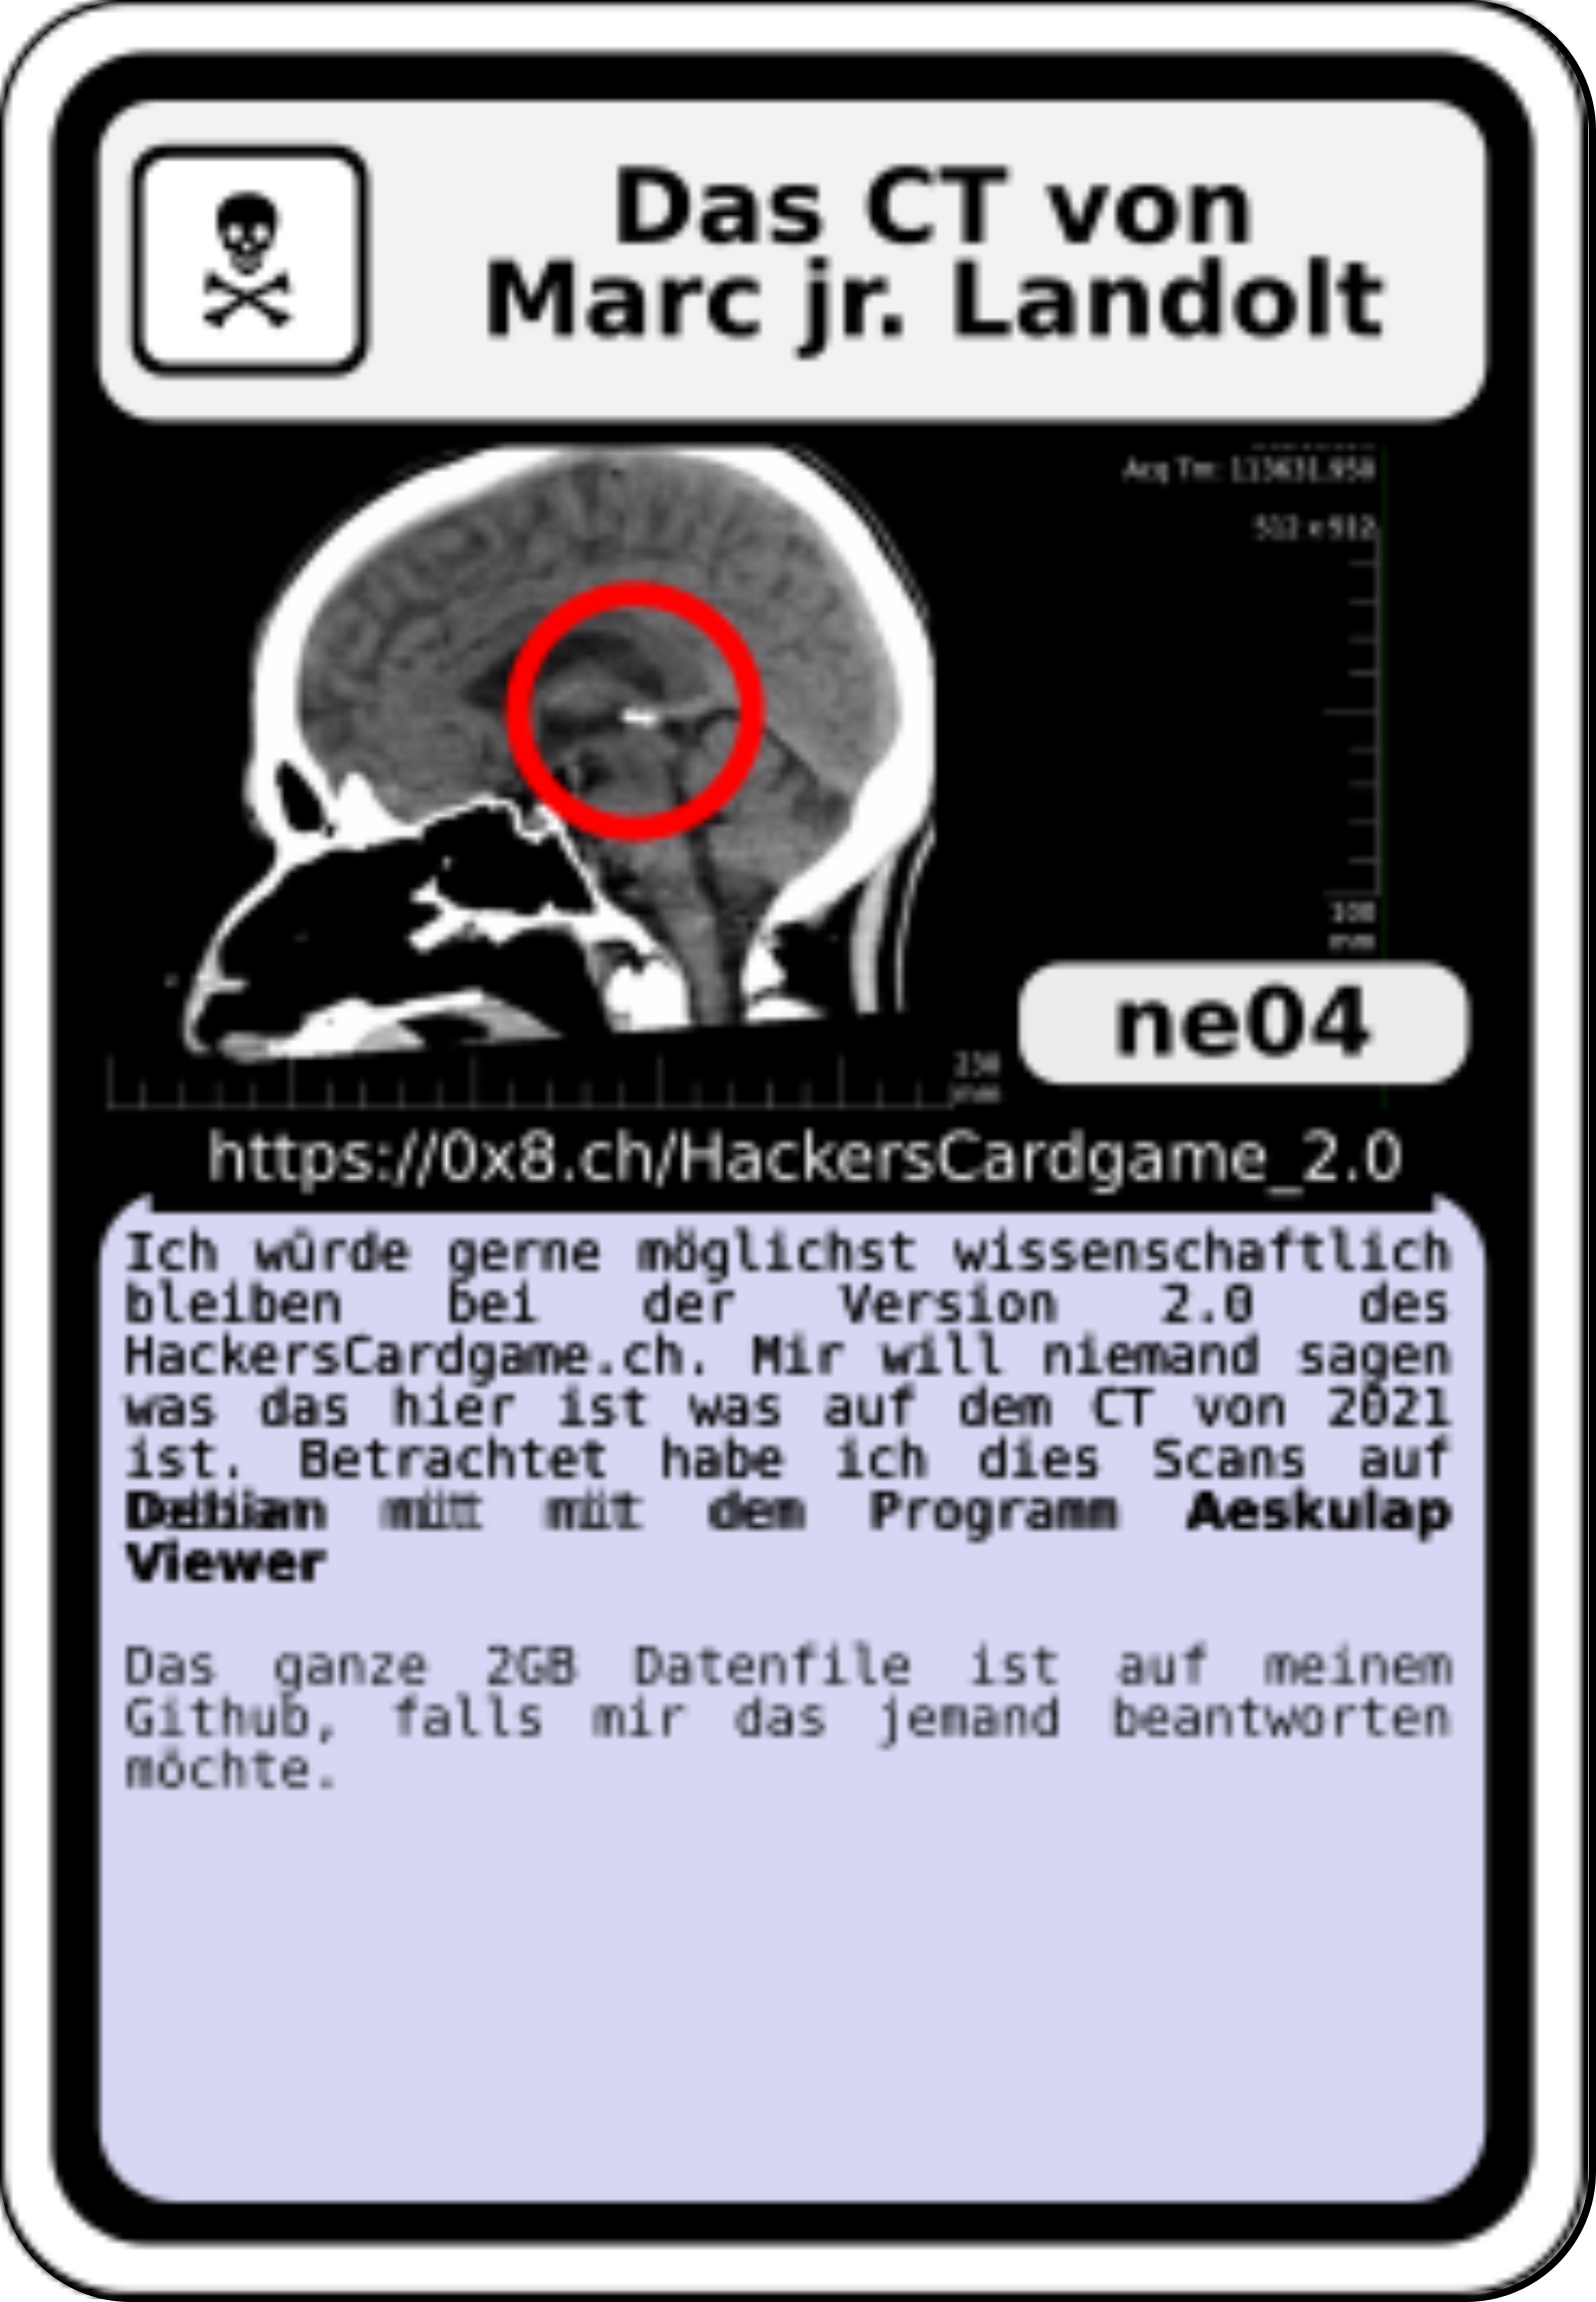 Das CT von
Marc jr. Landolt
Acq Tm: 113631.950
512 x 512
100
mm
ne04
250
mm
https://0x8.ch/HackersCardgame_2.0
Ich würde gerne möglichst wissenschaftlich
bleiben bei der Version 2.0 des
HackersCardgame.ch. Mir will niemand sagen
was das hier ist was auf dem CT von 2021
ist. Betrachtet habe ich dies Scans auf
Debian mit mit dem Programm Aeskulap
Viewer
Das ganze 2GB Datenfile ist auf meinem
Github, falls mir das jemand beantworten
möchte.